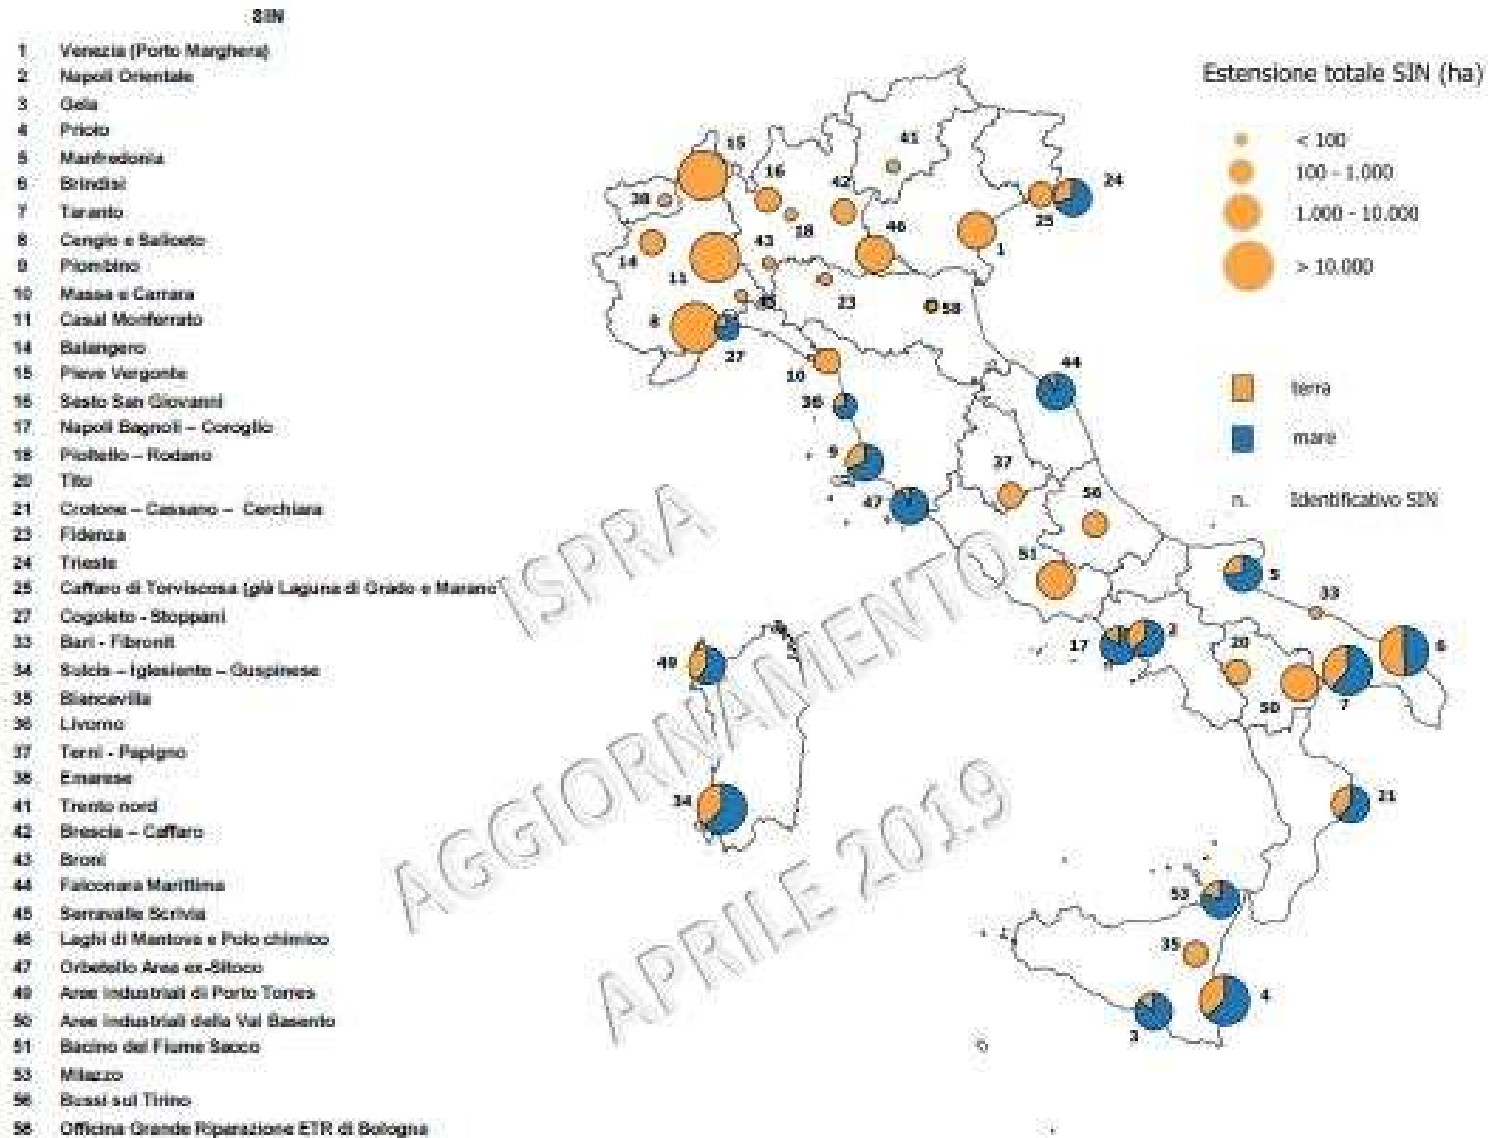 SIN
1 Venezia (Porto Marghera)
2 Napoli Orientale
3 Gela
4 Priolo
5 Manfredonia
6 Brindisi
7 Taranto
8 Cengio e Saliceto
9 Piombino
10 Massa e Carrara
11 Casal Monferrato
14 Balangero
15 Pieve Vergonte
16 Sesto San Giovanni
17 Napoli Bagnoli – Coroglio
18 Pioltello – Rodano
20 Tito
21 Crotone – Cassano – Cerchiara
23 Fidenza
24 Trieste
25 Caffaro di Torviscosa (già Laguna di Grado e Marano
27 Cogoleto - Stoppani
33 Bari - Fibronit
34 Sulcis – Iglesiente – Guspinese
35 Biancavilla
36 Livorno
37 Terni - Papigno
38 Emarese
41 Trento nord
42 Brescia – Caffaro
43 Broni
44 Falconara Marittima
45 Serravalle Scrivia
46 Laghi di Mantova e Polo chimico
47 Orbetello Area ex-Sitoco
49 Aree Industriali di Porto Torres
50 Aree Industriali della Val Basento
51 Bacino del Fiume Sacco
53 Milazzo
56 Bussi sul Tirino
58 Officina Grande Riparazione ETR di Bologna
Estensione totale SIN (ha)
< 100
100 - 1.000
1.000 - 10.000
> 10.000
terra
mare
n. Identificativo SIN
15
41
16
42
24
38
25
18
46
14
43
1
11
23
45
58
8
27
44
10
36
9
37
47
56
51
5
33
17
2
20
6
49
50
7
34
21
53
35
4
3
ISPRA
AGGIORNAMENTO
APRILE 2019